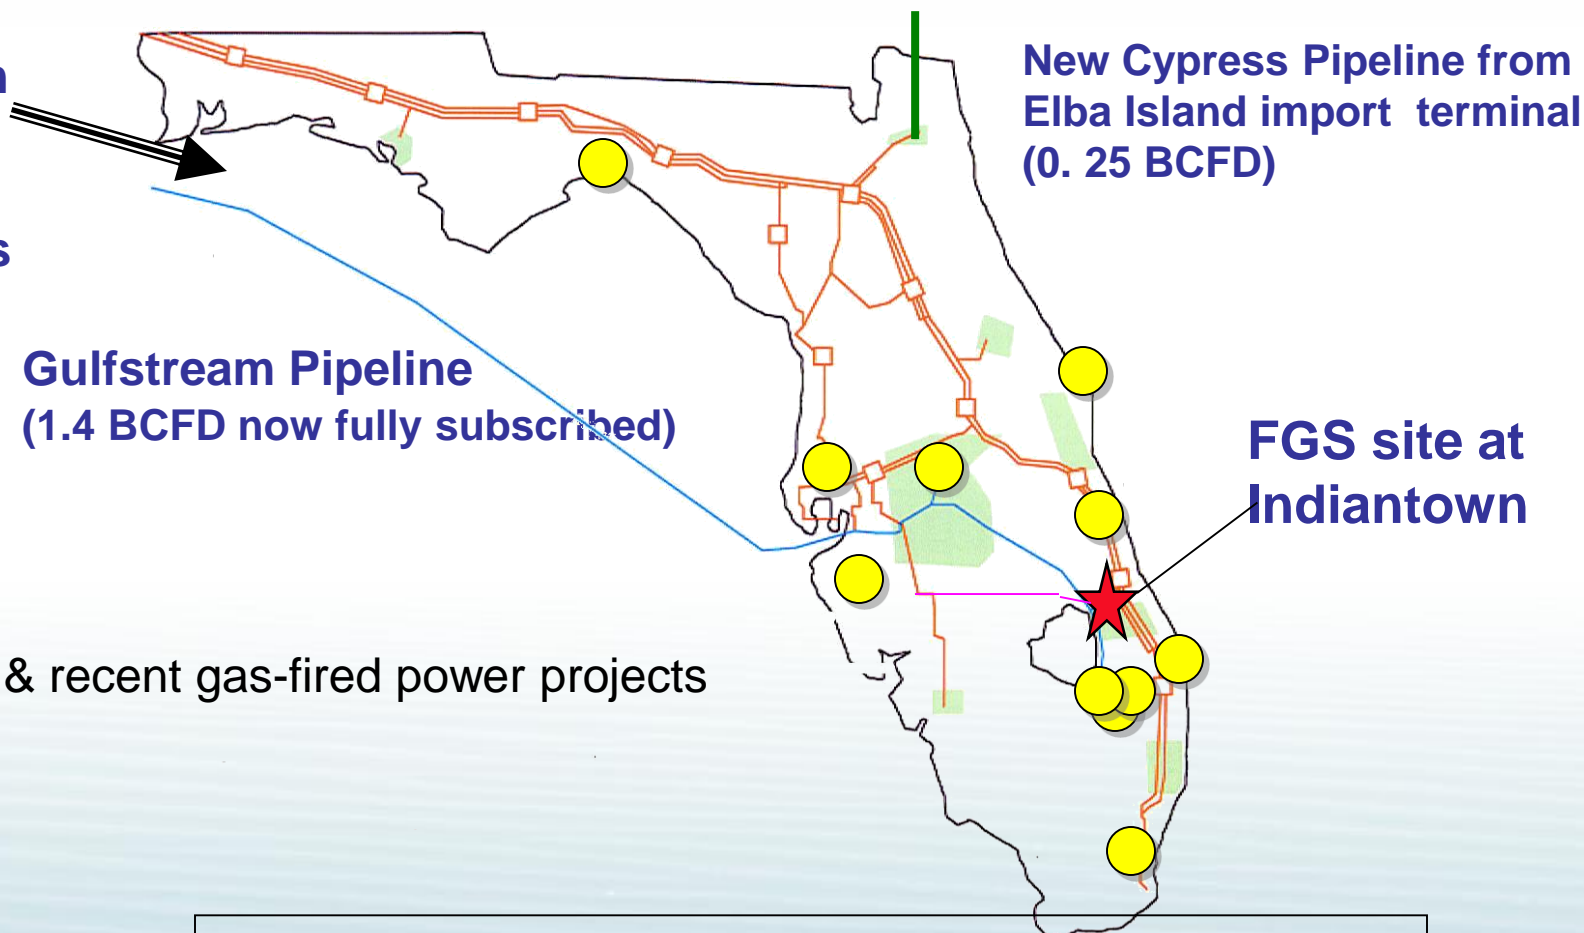 New Cypress Pipeline from
Elba Island import terminal
(0. 25 BCFD)
s
Gulfstream Pipeline
(1.4 BCFD now fully subscribed)
FGS site at
Indiantown
& recent gas-fired power projects